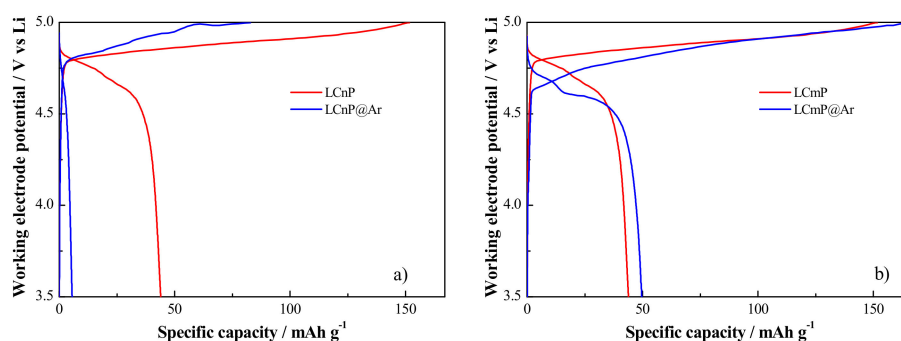 5.0
4.5
4.0
3.5
0
50
100
150
Working electrode potential / V vs Li
Specific capacity / mAh g⁻¹
LCnP
LCnP@Ar
a)
5.0
4.5
4.0
3.5
0
50
100
150
Working electrode potential / V vs Li
Specific capacity / mAh g⁻¹
LCmP
LCmP@Ar
b)